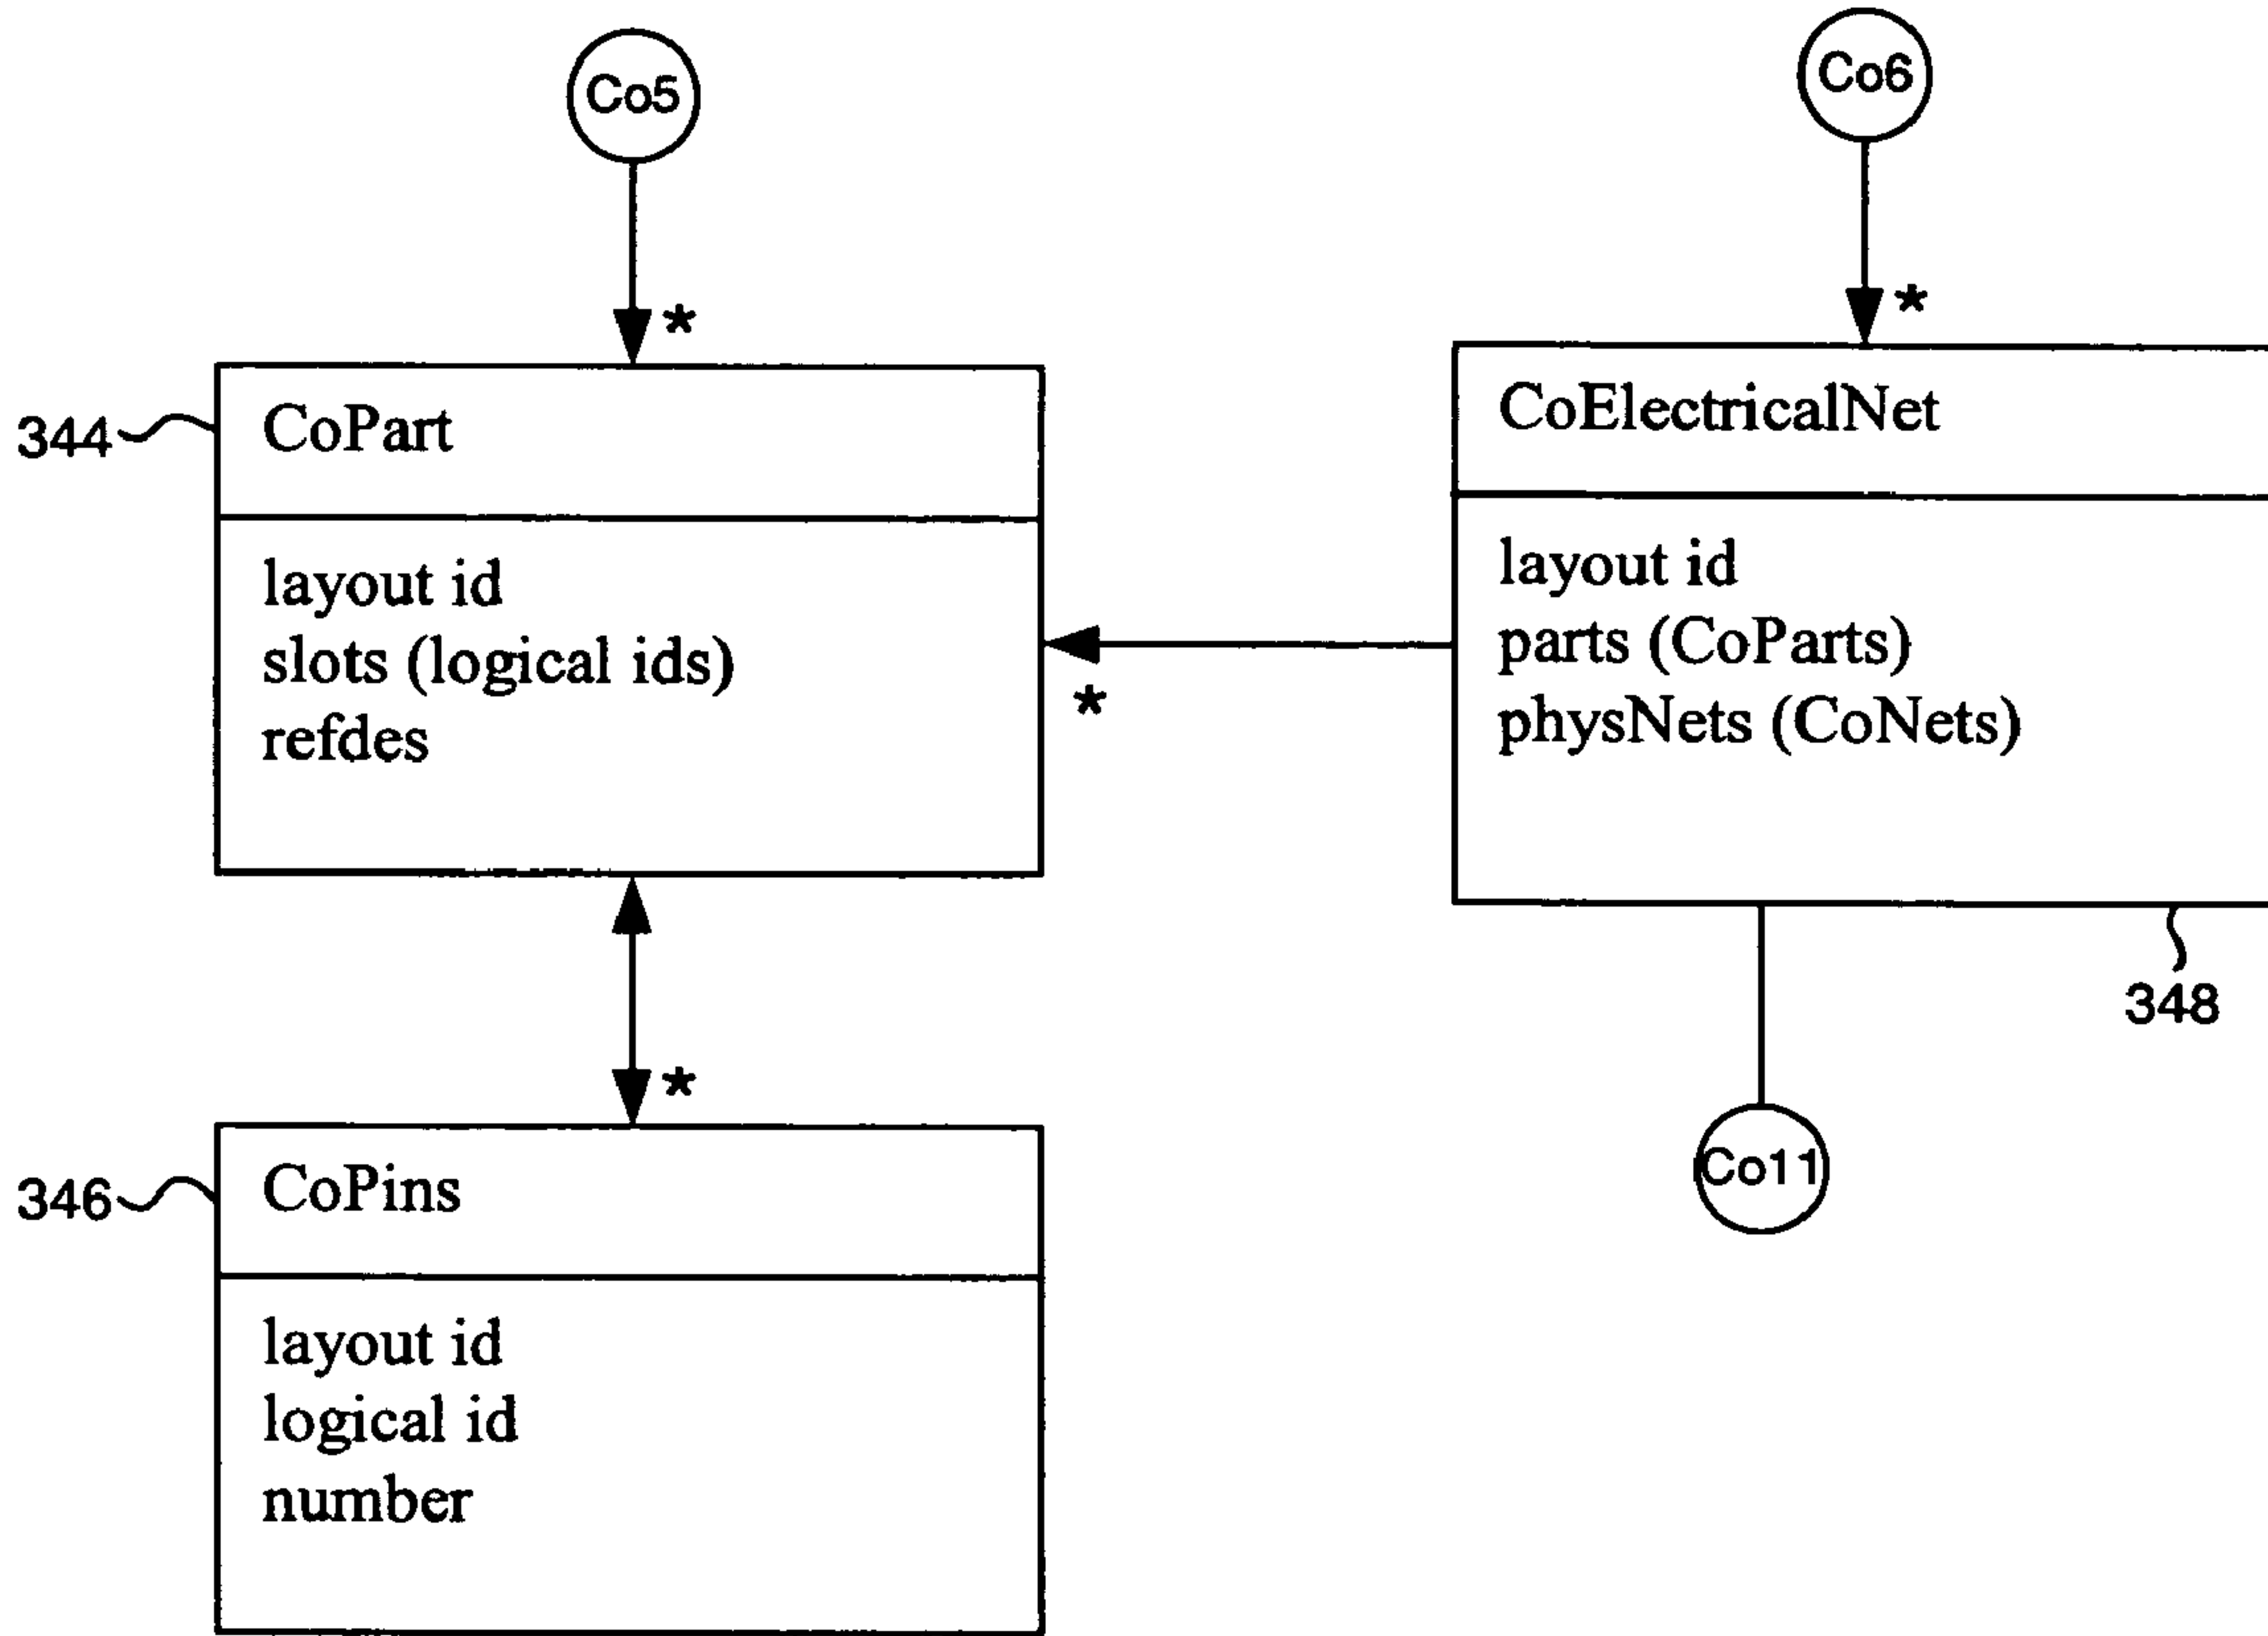 Co5
Co6
*
*
344
CoPart
layout id
slots (logical ids)
refdes
CoElectricalNet
layout id
parts (CoParts)
physNets (CoNets)
*
348
*
Co11
346
CoPins
layout id
logical id
number